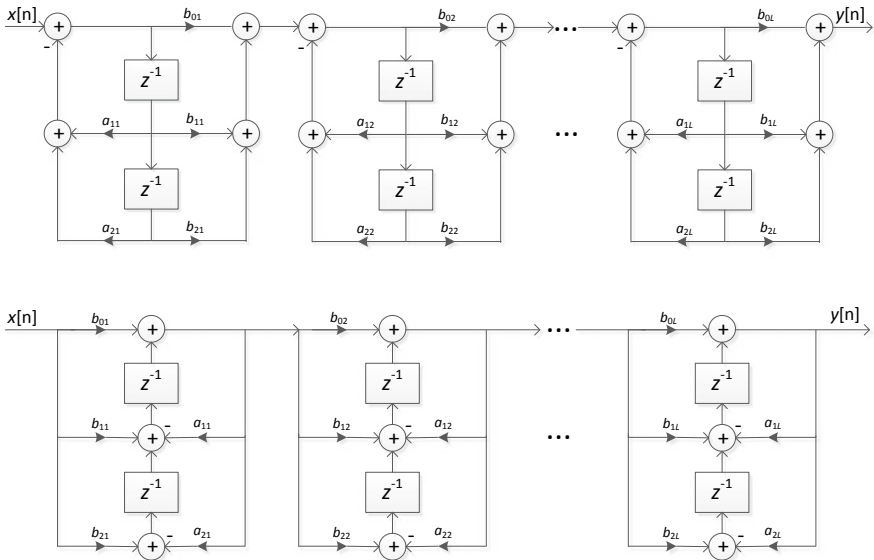 x[n] b01 b02 b0L y[n]
+ + + + ... + +
- - -
z-1 z-1 z-1
+ a11 b11 + + a12 b12 + ... + a1L b1L +
z-1 z-1 z-1
a21 b21 a22 b22 a2L b2L
x[n] b01 + b02 + ... b0L + y[n]
z-1 z-1 z-1
b11 + - a11 b12 + - a12 ... b1L + - a1L
z-1 z-1 z-1
b21 + - a21 b22 + - a22 b2L + - a2L